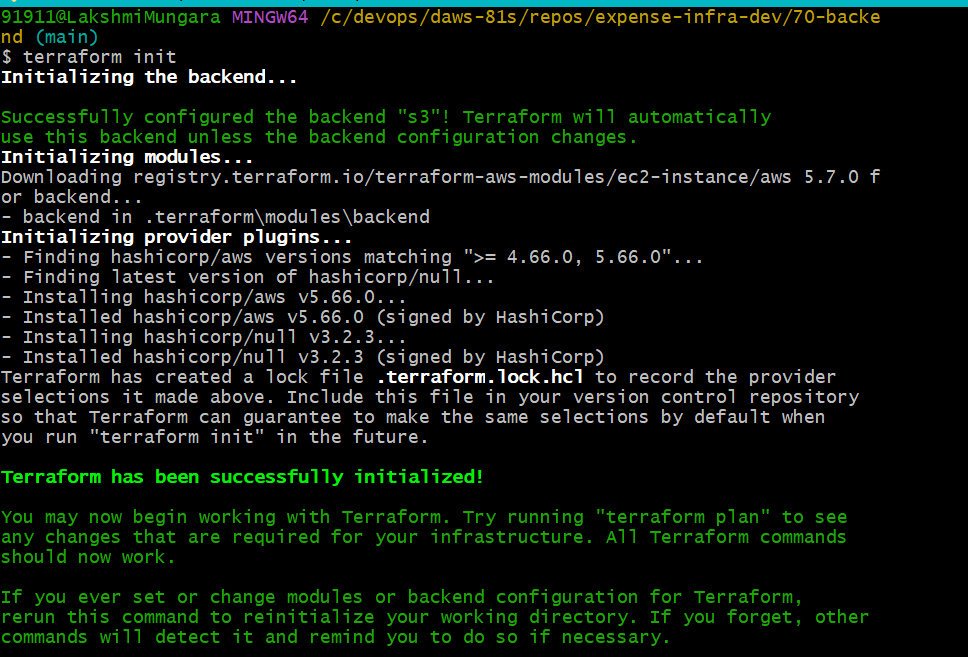 91911@LakshmiMungara MINGW64 /c/devops/daws-81s/repos/expense-infra-dev/70-backe
nd (main)
$ terraform init
Initializing the backend...
Successfully configured the backend "s3"! Terraform will automatically
use this backend unless the backend configuration changes.
Initializing modules...
Downloading registry.terraform.io/terraform-aws-modules/ec2-instance/aws 5.7.0 f
or backend...
- backend in .terraform\modules\backend
Initializing provider plugins...
- Finding hashicorp/aws versions matching ">= 4.66.0, 5.66.0"...
- Finding latest version of hashicorp/null...
- Installing hashicorp/aws v5.66.0...
- Installed hashicorp/aws v5.66.0 (signed by HashiCorp)
- Installing hashicorp/null v3.2.3...
- Installed hashicorp/null v3.2.3 (signed by HashiCorp)
Terraform has created a lock file .terraform.lock.hcl to record the provider
selections it made above. Include this file in your version control repository
so that Terraform can guarantee to make the same selections by default when
you run "terraform init" in the future.
Terraform has been successfully initialized!
You may now begin working with Terraform. Try running "terraform plan" to see
any changes that are required for your infrastructure. All Terraform commands
should now work.
If you ever set or change modules or backend configuration for Terraform,
rerun this command to reinitialize your working directory. If you forget, other
commands will detect it and remind you to do so if necessary.